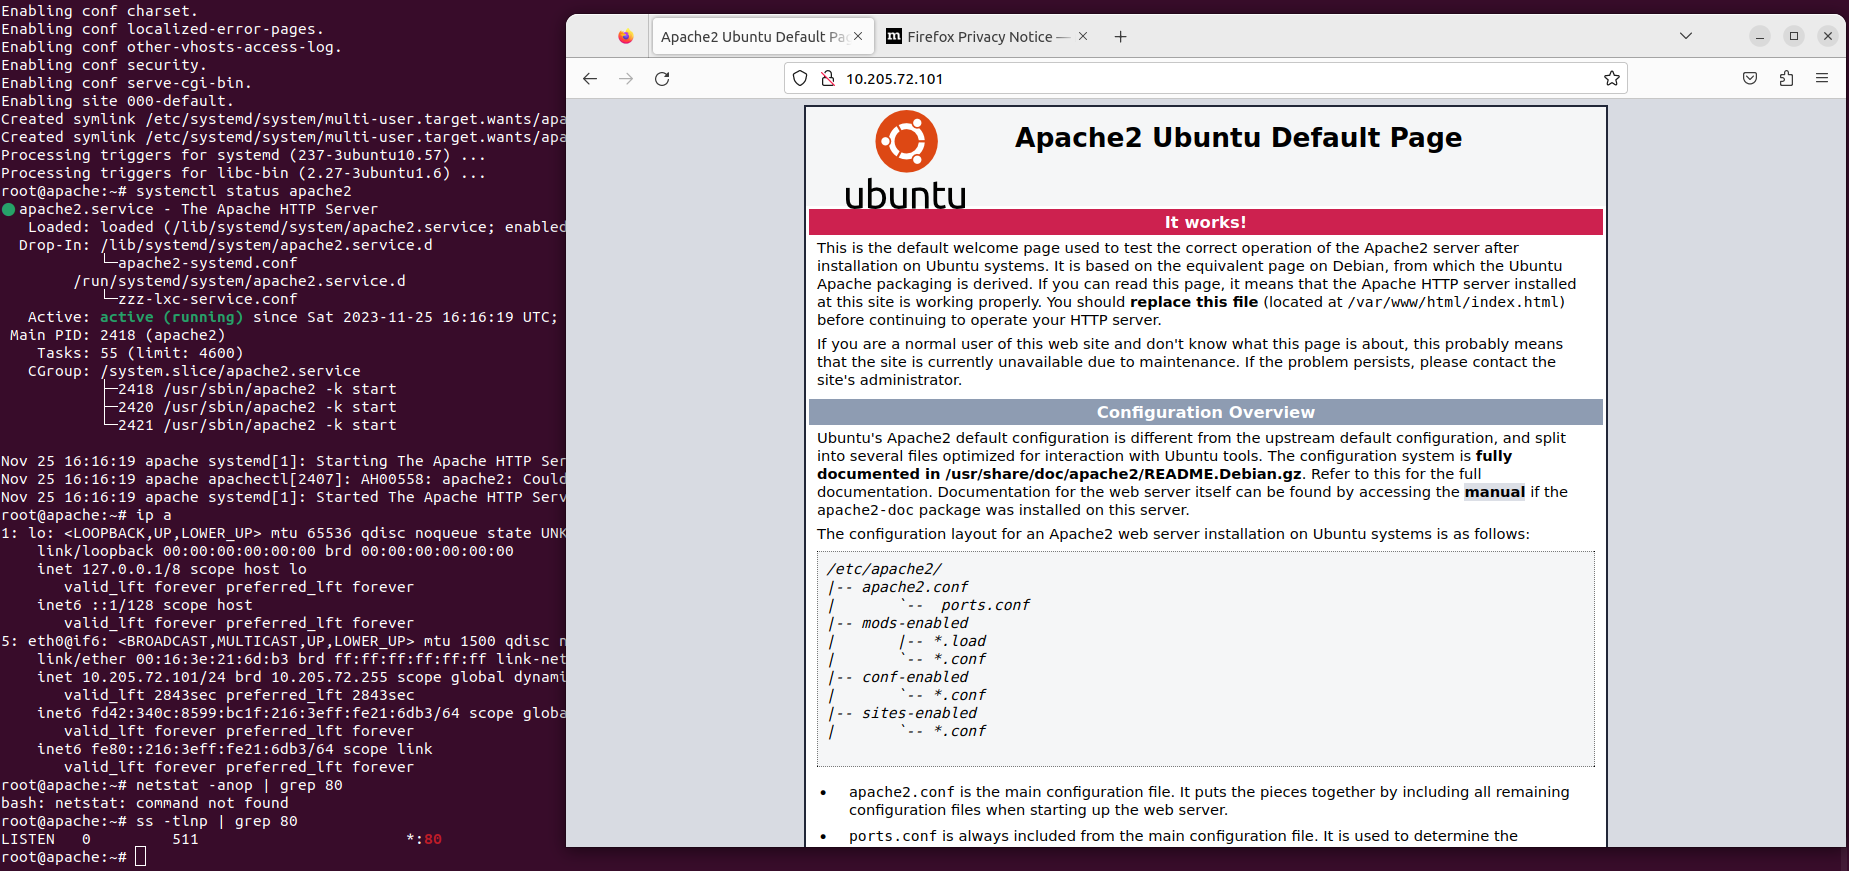 Enabling conf charset.
Enabling conf localized-error-pages.
Enabling conf other-vhosts-access-log.
Enabling conf security.
Enabling conf serve-cgi-bin.
Enabling site 000-default.
Created symlink /etc/systemd/system/multi-user.target.wants/apa
Created symlink /etc/systemd/system/multi-user.target.wants/apa
Processing triggers for systemd (237-3ubuntu10.57) ...
Processing triggers for libc-bin (2.27-3ubuntu1.6) ...
root@apache:~# systemctl status apache2
● apache2.service - The Apache HTTP Server
   Loaded: loaded (/lib/systemd/system/apache2.service; enabled
  Drop-In: /lib/systemd/system/apache2.service.d
           └─apache2-systemd.conf
        /run/systemd/system/apache2.service.d
           └─zzz-lxc-service.conf
   Active: active (running) since Sat 2023-11-25 16:16:19 UTC;
 Main PID: 2418 (apache2)
    Tasks: 55 (limit: 4600)
   CGroup: /system.slice/apache2.service
           ├─2418 /usr/sbin/apache2 -k start
           ├─2420 /usr/sbin/apache2 -k start
           └─2421 /usr/sbin/apache2 -k start
Nov 25 16:16:19 apache systemd[1]: Starting The Apache HTTP Ser
Nov 25 16:16:19 apache apachectl[2407]: AH00558: apache2: Could
Nov 25 16:16:19 apache systemd[1]: Started The Apache HTTP Serv
root@apache:~# ip a
1: lo: <LOOPBACK,UP,LOWER_UP> mtu 65536 qdisc noqueue state UNK
    link/loopback 00:00:00:00:00:00 brd 00:00:00:00:00:00
    inet 127.0.0.1/8 scope host lo
       valid_lft forever preferred_lft forever
    inet6 ::1/128 scope host
       valid_lft forever preferred_lft forever
5: eth0@if6: <BROADCAST,MULTICAST,UP,LOWER_UP> mtu 1500 qdisc n
    link/ether 00:16:3e:21:6d:b3 brd ff:ff:ff:ff:ff:ff link-net
    inet 10.205.72.101/24 brd 10.205.72.255 scope global dynami
       valid_lft 2843sec preferred_lft 2843sec
    inet6 fd42:340c:8599:bc1f:216:3eff:fe21:6db3/64 scope globa
       valid_lft forever preferred_lft forever
    inet6 fe80::216:3eff:fe21:6db3/64 scope link
       valid_lft forever preferred_lft forever
root@apache:~# netstat -anop | grep 80
bash: netstat: command not found
root@apache:~# ss -tlnp | grep 80
LISTEN   0         511                       *:80
root@apache:~#
Apache2 Ubuntu Default Pag
Firefox Privacy Notice —
10.205.72.101
ubuntu
Apache2 Ubuntu Default Page
It works!
This is the default welcome page used to test the correct operation of the Apache2 server after
installation on Ubuntu systems. It is based on the equivalent page on Debian, from which the Ubuntu
Apache packaging is derived. If you can read this page, it means that the Apache HTTP server installed
at this site is working properly. You should replace this file (located at /var/www/html/index.html)
before continuing to operate your HTTP server.
If you are a normal user of this web site and don't know what this page is about, this probably means
that the site is currently unavailable due to maintenance. If the problem persists, please contact the
site's administrator.
Configuration Overview
Ubuntu's Apache2 default configuration is different from the upstream default configuration, and split
into several files optimized for interaction with Ubuntu tools. The configuration system is fully
documented in /usr/share/doc/apache2/README.Debian.gz. Refer to this for the full
documentation. Documentation for the web server itself can be found by accessing the manual if the
apache2-doc package was installed on this server.
The configuration layout for an Apache2 web server installation on Ubuntu systems is as follows:
/etc/apache2/
|-- apache2.conf
|       `--  ports.conf
|-- mods-enabled
|       |-- *.load
|       `-- *.conf
|-- conf-enabled
|       `-- *.conf
|-- sites-enabled
|       `-- *.conf
• apache2.conf is the main configuration file. It puts the pieces together by including all remaining
configuration files when starting up the web server.
• ports.conf is always included from the main configuration file. It is used to determine the